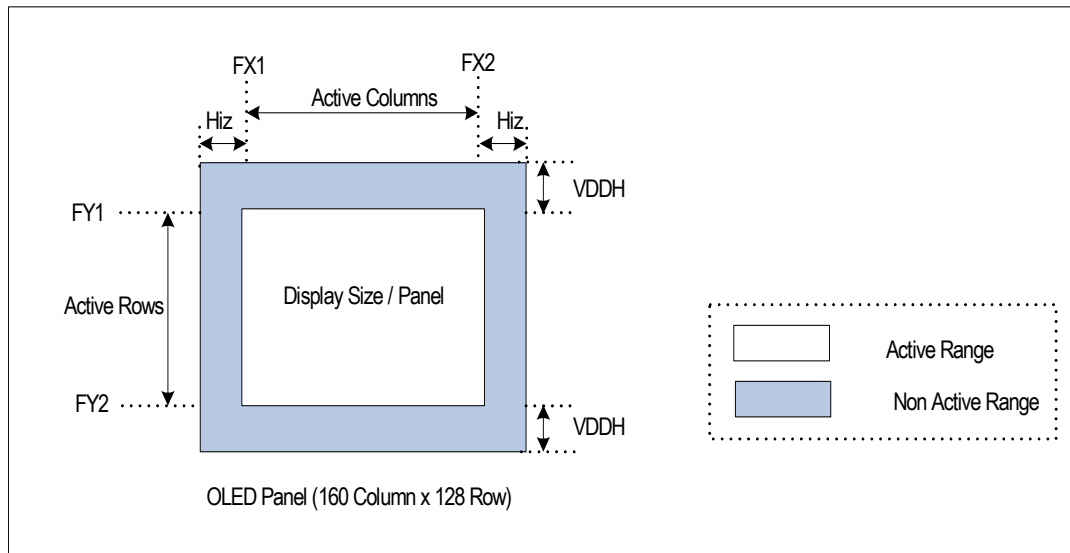 FX1
FX2
Active Columns
Hiz
Hiz
VDDH
FY1
Active Rows
Display Size / Panel
Active Range
Non Active Range
FY2
VDDH
OLED Panel (160 Column x 128 Row)